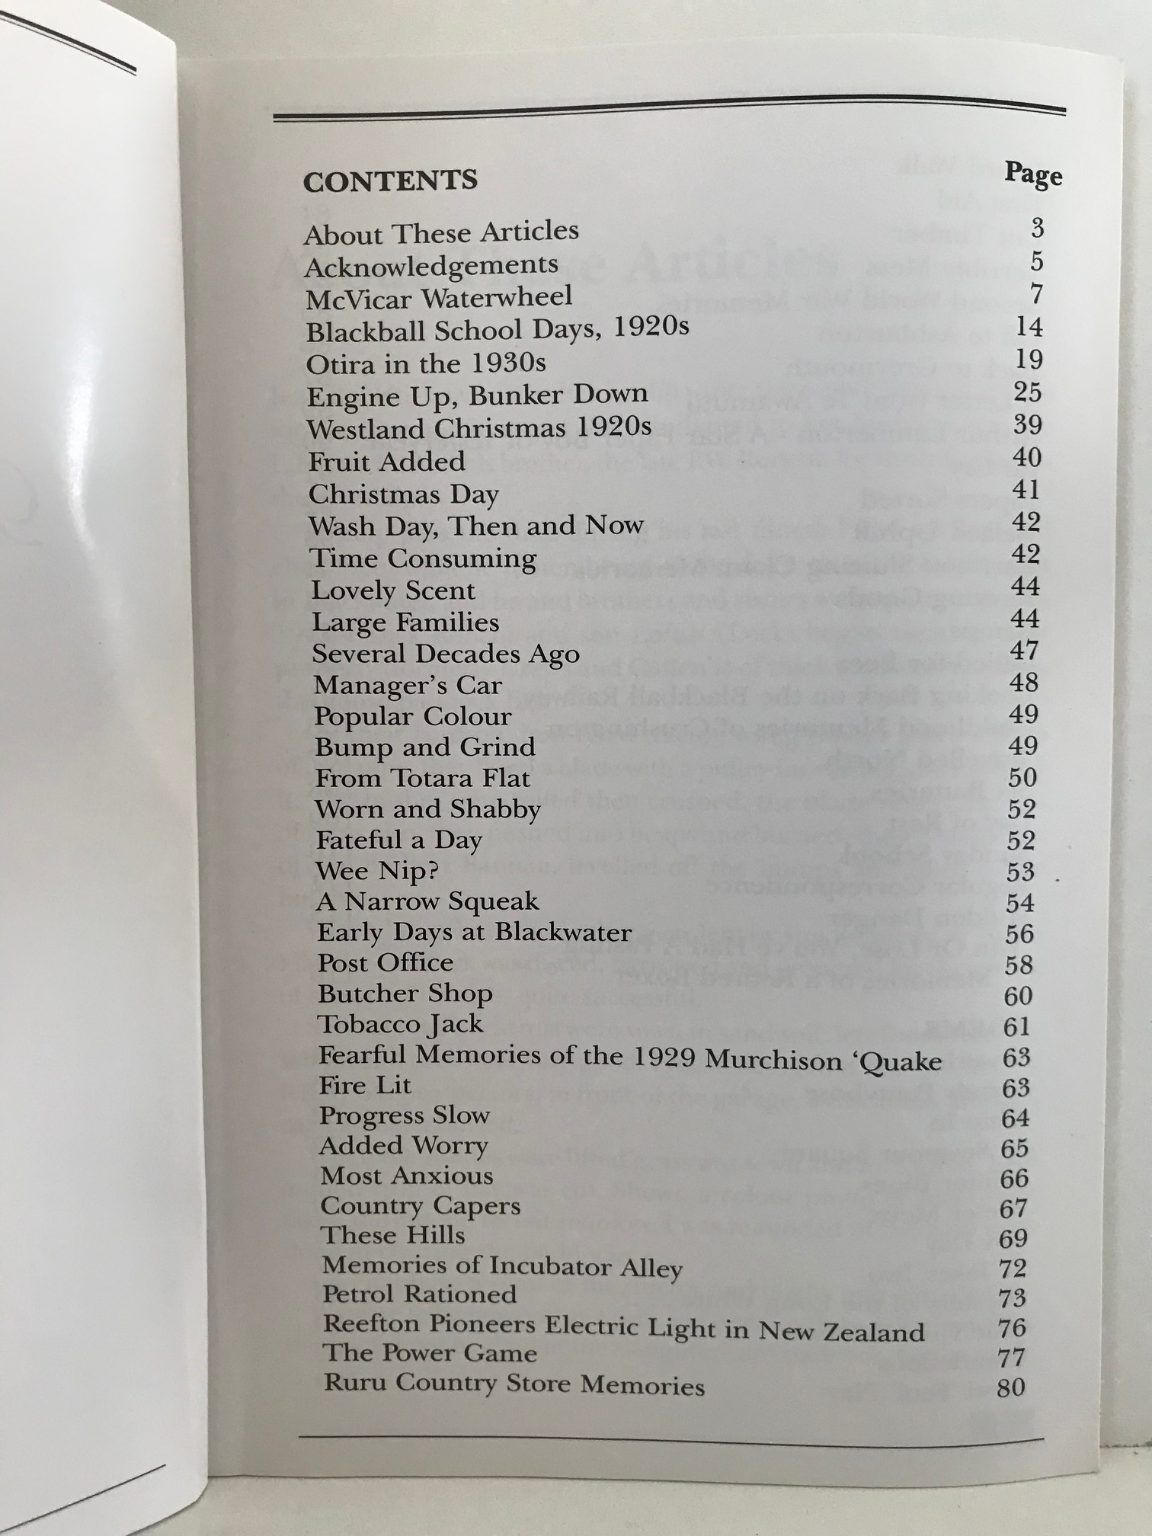 CONTENTS Page
About These Articles 3
Acknowledgements 5
McVicar Waterwheel 7
Blackball School Days, 1920s 14
Otira in the 1930s 19
Engine Up, Bunker Down 25
Westland Christmas 1920s 39
Fruit Added 40
Christmas Day 41
Wash Day, Then and Now 42
Time Consuming 42
Lovely Scent 44
Large Families 44
Several Decades Ago 47
Manager's Car 48
Popular Colour 49
Bump and Grind 49
From Totara Flat 50
Worn and Shabby 52
Fateful a Day 52
Wee Nip? 53
A Narrow Squeak 54
Early Days at Blackwater 56
Post Office 58
Butcher Shop 60
Tobacco Jack 61
Fearful Memories of the 1929 Murchison ‘Quake 63
Fire Lit 63
Progress Slow 64
Added Worry 65
Most Anxious 66
Country Capers 67
These Hills 69
Memories of Incubator Alley 72
Petrol Rationed 73
Reefton Pioneers Electric Light in New Zealand 76
The Power Game 77
Ruru Country Store Memories 80